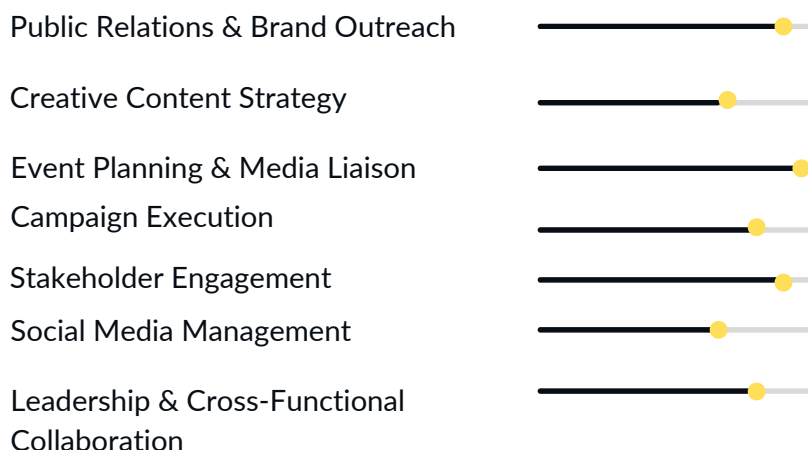 Public Relations & Brand Outreach
Creative Content Strategy
Event Planning & Media Liaison
Campaign Execution
Stakeholder Engagement
Social Media Management
Leadership & Cross-Functional
Collaboration